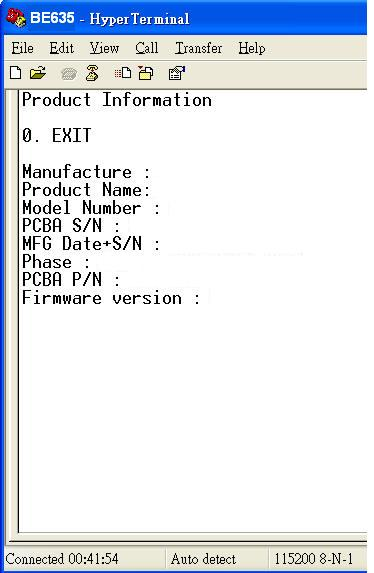 BE635 - HyperTerminal
File Edit View Call Transfer Help
Product Information
0. EXIT
Manufacture :
Product Name:
Model Number :
PCBA S/N :
MFG Date+S/N :
Phase :
PCBA P/N :
Firmware version :
Connected 00:41:54 Auto detect 115200 8-N-1